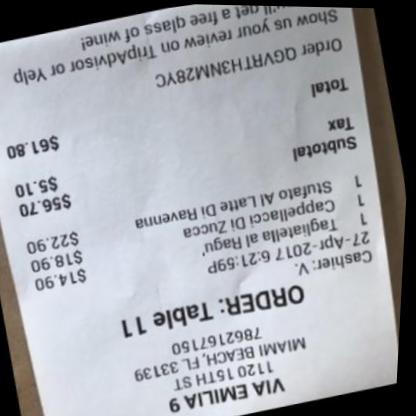 VIA EMILIA 9
1120 15TH ST
MIAMI BEACH, FL 33139
7862167150
ORDER: Table 11
Cashier: V.
27-Apr-2017 6:21:59P
1 Tagliatella al Ragu' $14.90
1 Cappellacci Di Zucca $18.90
1 Stufato Al Latte Di Ravenna $22.90
Subtotal $56.70
Tax $5.10
Total $61.80
Order QGVRTH3NM28YC
Show us your review on TripAdvisor or Yelp
get a free glass of wine!